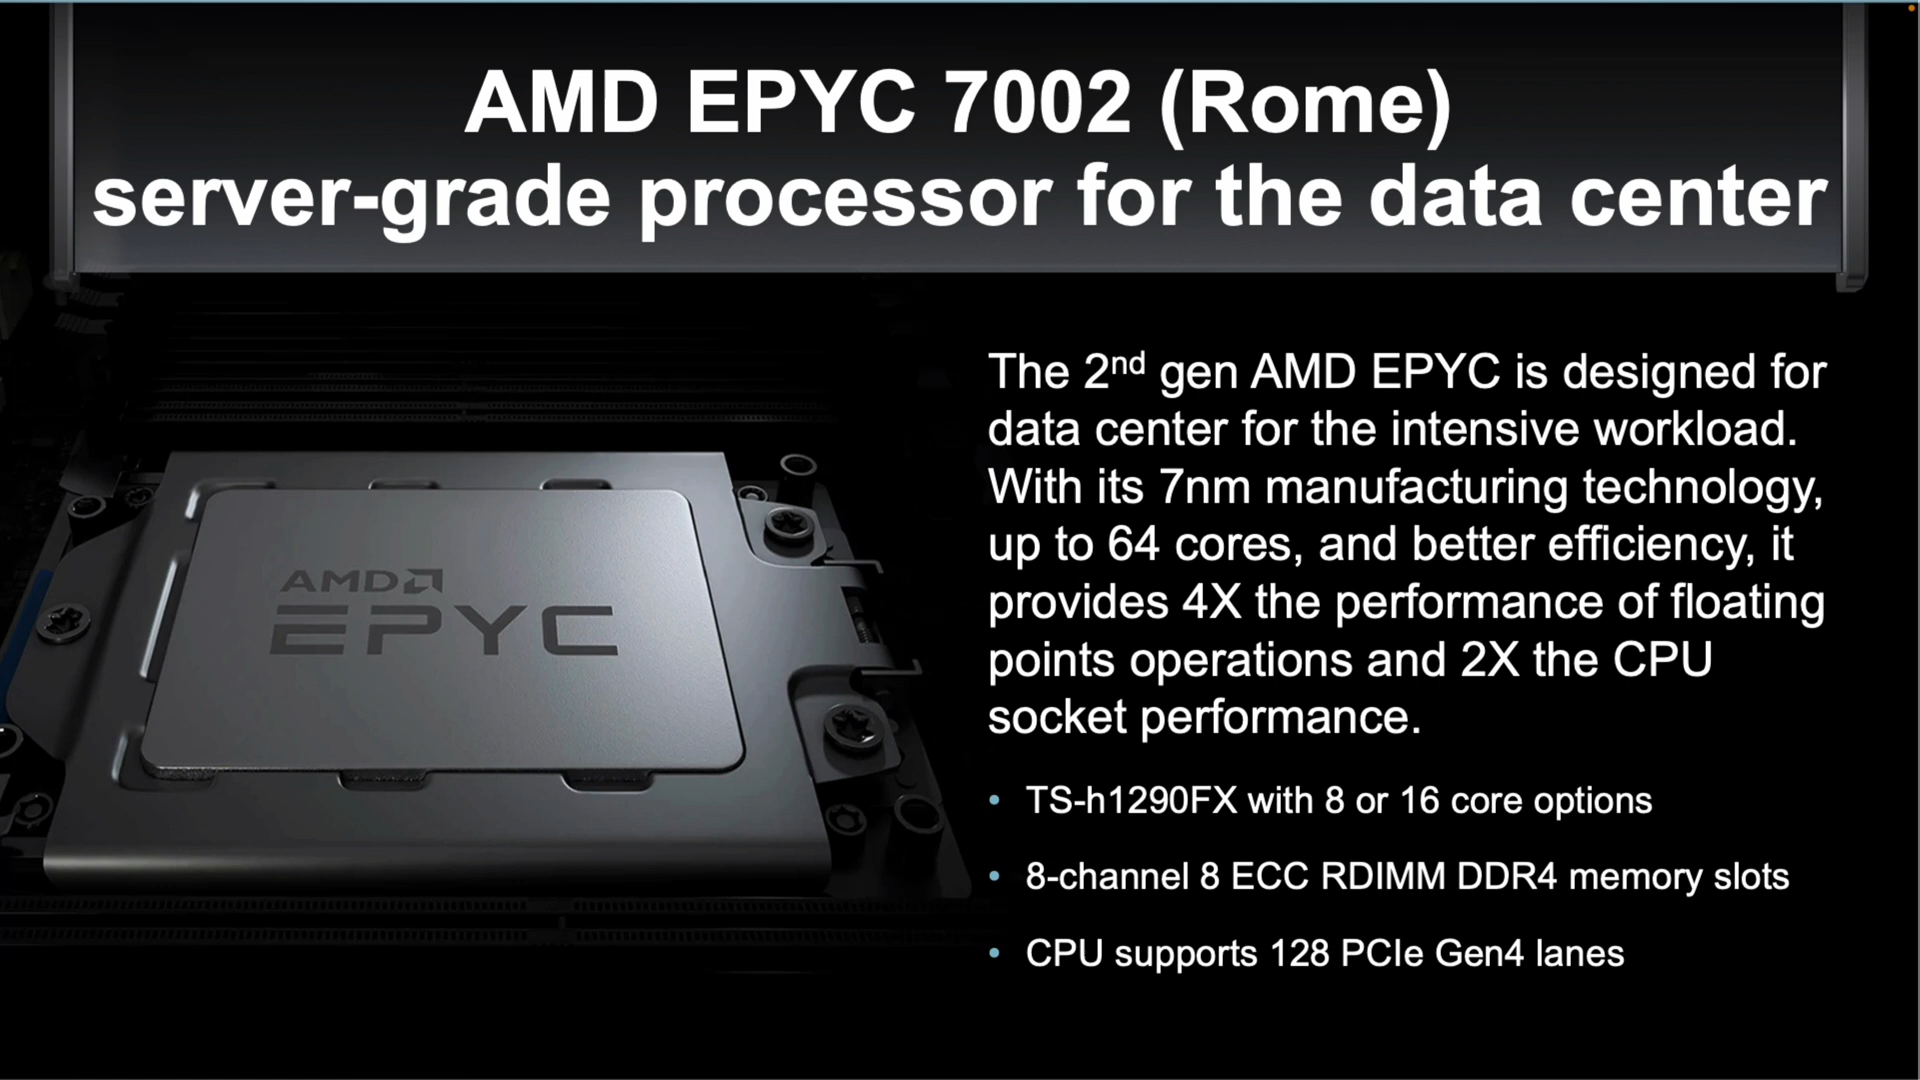 AMD EPYC 7002 (Rome)
server-grade processor for the data center
The 2nd gen AMD EPYC is designed for
data center for the intensive workload.
With its 7nm manufacturing technology,
up to 64 cores, and better efficiency, it
provides 4X the performance of floating
points operations and 2X the CPU
socket performance.
AMD
EPYC
• TS-h1290FX with 8 or 16 core options
• 8-channel 8 ECC RDIMM DDR4 memory slots
• CPU supports 128 PCIe Gen4 lanes